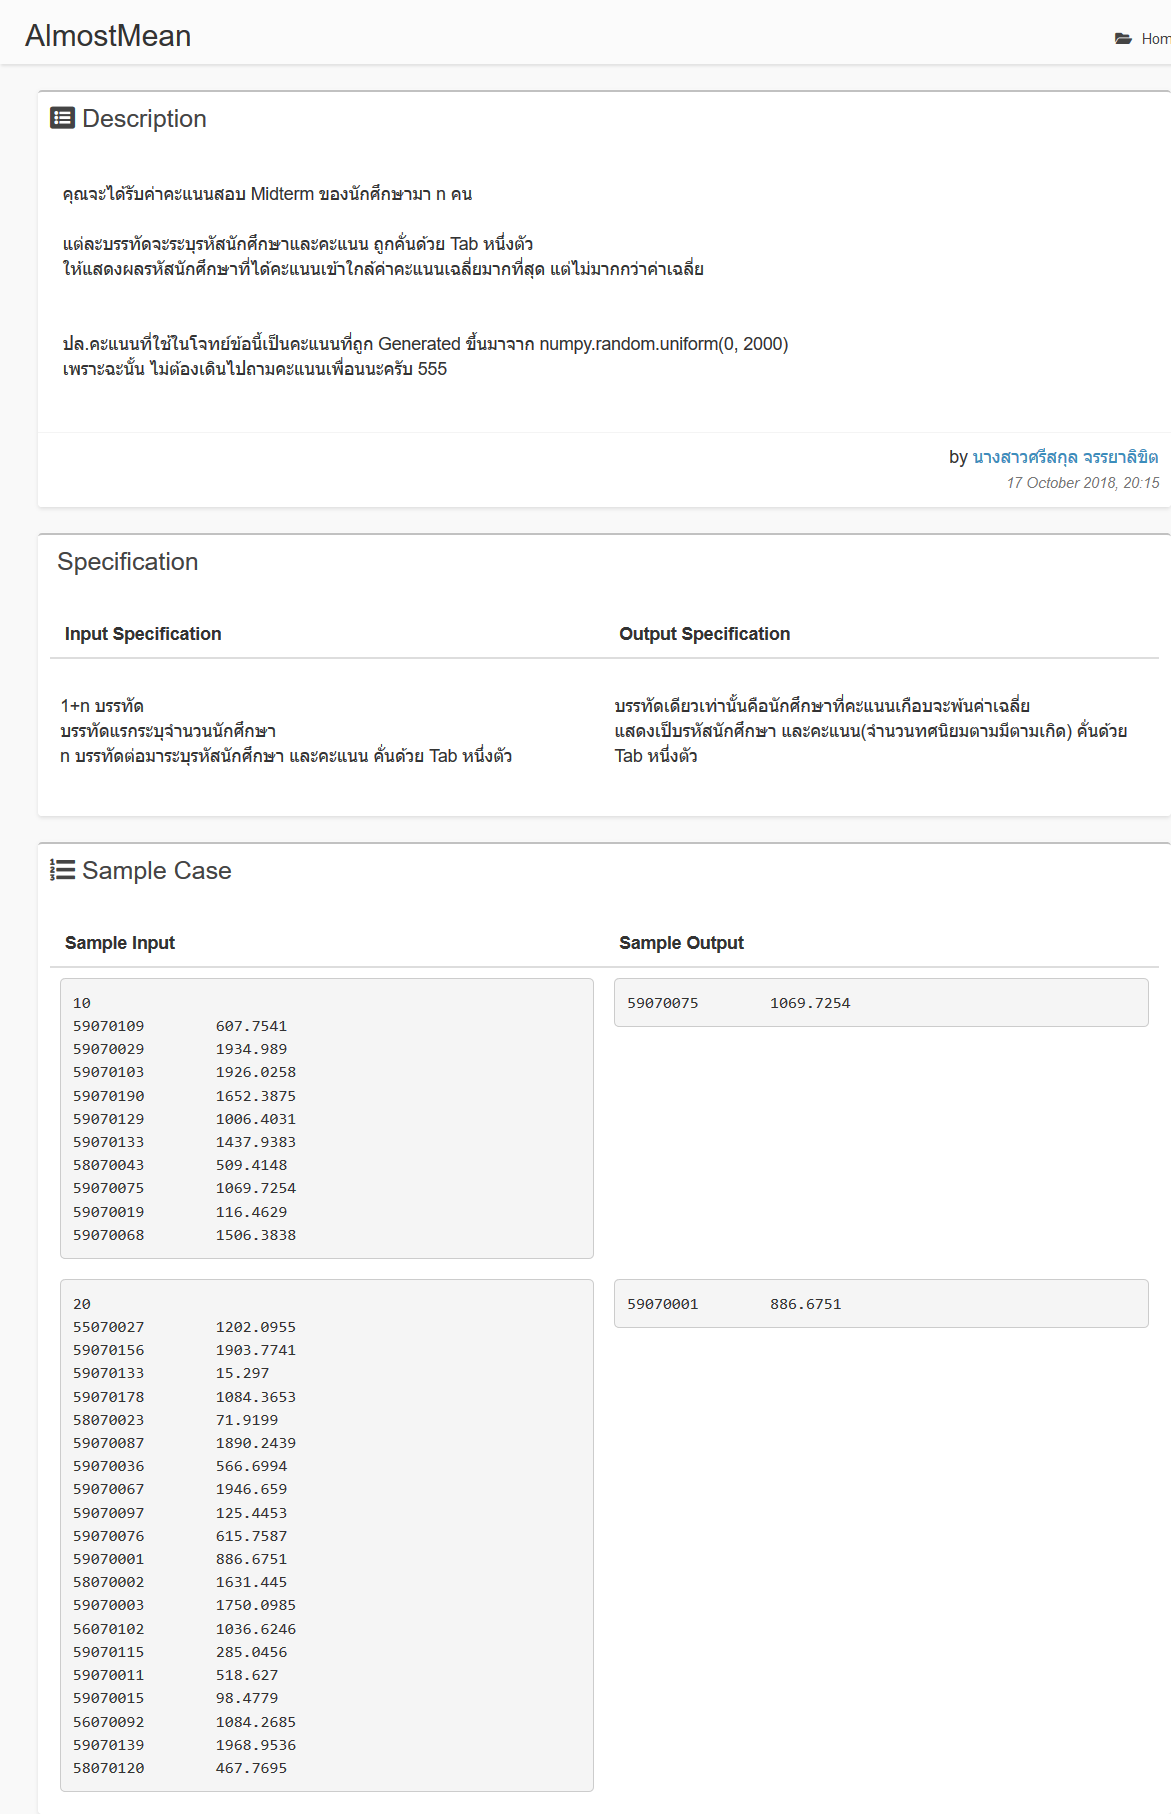 AlmostMean
Hom
Description
คุณจะได้รับค่าคะแนนสอบ Midterm ของนักศึกษามา n คน
แต่ละบรรทัดจะระบุรหัสนักศึกษาและคะแนน ถูกคั่นด้วย Tab หนึ่งตัว
ให้แสดงผลรหัสนักศึกษาที่ได้คะแนนเข้าใกล้ค่าคะแนนเฉลี่ยมากที่สุด แต่ไม่มากกว่าค่าเฉลี่ย
ปล.คะแนนที่ใช้ในโจทย์ข้อนี้เป็นคะแนนที่ถูก Generated ขึ้นมาจาก numpy.random.uniform(0, 2000)
เพราะฉะนั้น ไม่ต้องเดินไปถามคะแนนเพื่อนนะครับ 555
by นางสาวศรีสกุล จรรยาลิขิต
17 October 2018, 20:15
Specification
Input Specification
Output Specification
1+n บรรทัด
บรรทัดแรกระบุจำนวนนักศึกษา
n บรรทัดต่อมาระบุรหัสนักศึกษา และคะแนน คั่นด้วย Tab หนึ่งตัว
บรรทัดเดียวเท่านั้นคือนักศึกษาที่คะแนนเกือบจะพ้นค่าเฉลี่ย
แสดงเป็บรหัสนักศึกษา และคะแนน(จำนวนทศนิยมตามมีตามเกิด) คั่นด้วย
Tab หนึ่งตัว
Sample Case
Sample Input
Sample Output
10
59070109 607.7541
59070029 1934.989
59070103 1926.0258
59070190 1652.3875
59070129 1006.4031
59070133 1437.9383
58070043 509.4148
59070075 1069.7254
59070019 116.4629
59070068 1506.3838
59070075 1069.7254
20
55070027 1202.0955
59070156 1903.7741
59070133 15.297
59070178 1084.3653
58070023 71.9199
59070087 1890.2439
59070036 566.6994
59070067 1946.659
59070097 125.4453
59070076 615.7587
59070001 886.6751
58070002 1631.445
59070003 1750.0985
56070102 1036.6246
59070115 285.0456
59070011 518.627
59070015 98.4779
56070092 1084.2685
59070139 1968.9536
58070120 467.7695
59070001 886.6751